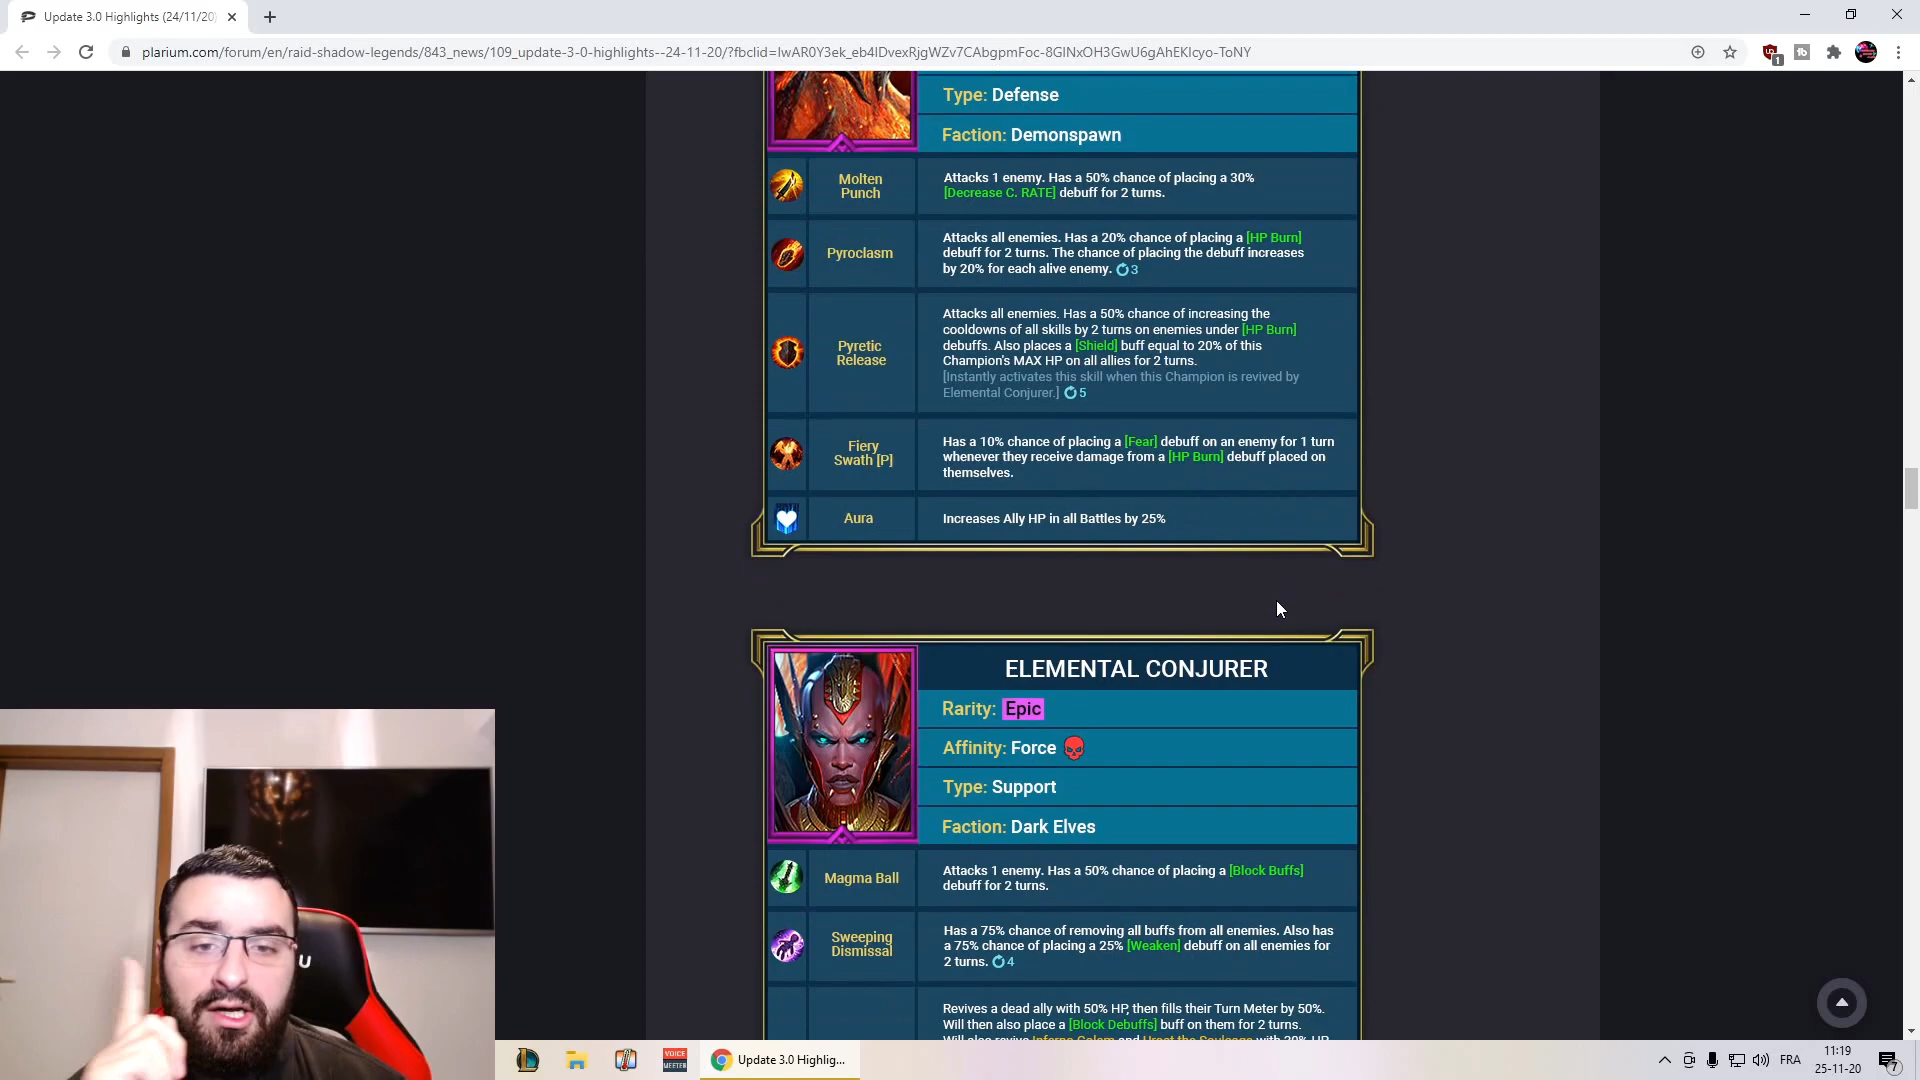 Update 3.0 Highlights (24/11/20)
plarium.com/forum/en/raid-shadow-legends/843_news/109_update-3-0-highlights--24-11-20/?fbclid=IwAR0Y3ek_eb4lDvexRjgWZv7CAbgpmFoc-8GlNxOH3GwU6gAhEKlcyo-ToNY
1
Type: Defense
Faction: Demonspawn
Molten
Punch
Attacks 1 enemy. Has a 50% chance of placing a 30%
[Decrease C. RATE] debuff for 2 turns.
Pyroclasm
Attacks all enemies. Has a 20% chance of placing a [HP Burn]
debuff for 2 turns. The chance of placing the debuff increases
by 20% for each alive enemy. 3
Pyretic
Release
Attacks all enemies. Has a 50% chance of increasing the
cooldowns of all skills by 2 turns on enemies under [HP Burn]
debuffs. Also places a [Shield] buff equal to 20% of this
Champion's MAX HP on all allies for 2 turns.
[Instantly activates this skill when this Champion is revived by
Elemental Conjurer.] 5
Fiery
Swath [P]
Has a 10% chance of placing a [Fear] debuff on an enemy for 1 turn
whenever they receive damage from a [HP Burn] debuff placed on
themselves.
Aura
Increases Ally HP in all Battles by 25%
ELEMENTAL CONJURER
Rarity: Epic
Affinity: Force
Type: Support
Faction: Dark Elves
Magma Ball
Attacks 1 enemy. Has a 50% chance of placing a [Block Buffs]
debuff for 2 turns.
Sweeping
Dismissal
Has a 75% chance of removing all buffs from all enemies. Also has
a 75% chance of placing a 25% [Weaken] debuff on all enemies for
2 turns. 4
Revives a dead ally with 50% HP, then fills their Turn Meter by 50%.
Will then also place a [Block Debuffs] buff on them for 2 turns.
U
VOICE
MEETER
Update 3.0 Highlig...
FRA
11:19
25-11-20
7